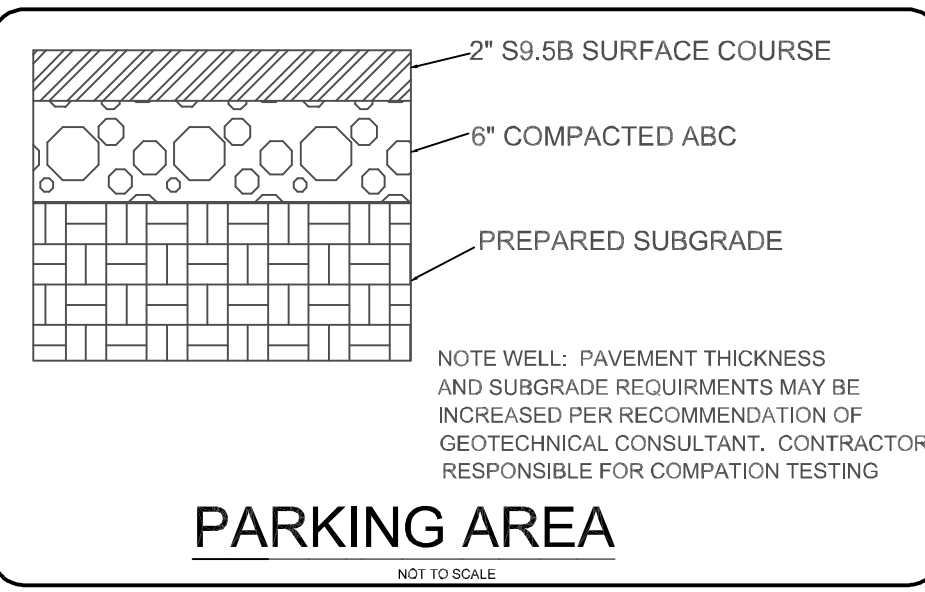 2" S9.5B SURFACE COURSE
6" COMPACTED ABC
PREPARED SUBGRADE
NOTE WELL: PAVEMENT THICKNESS
AND SUBGRADE REQUIRMENTS MAY BE
INCREASED PER RECOMMENDATION OF
GEOTECHNICAL CONSULTANT. CONTRACTOR
RESPONSIBLE FOR COMPATION TESTING
PARKING AREA
NOT TO SCALE